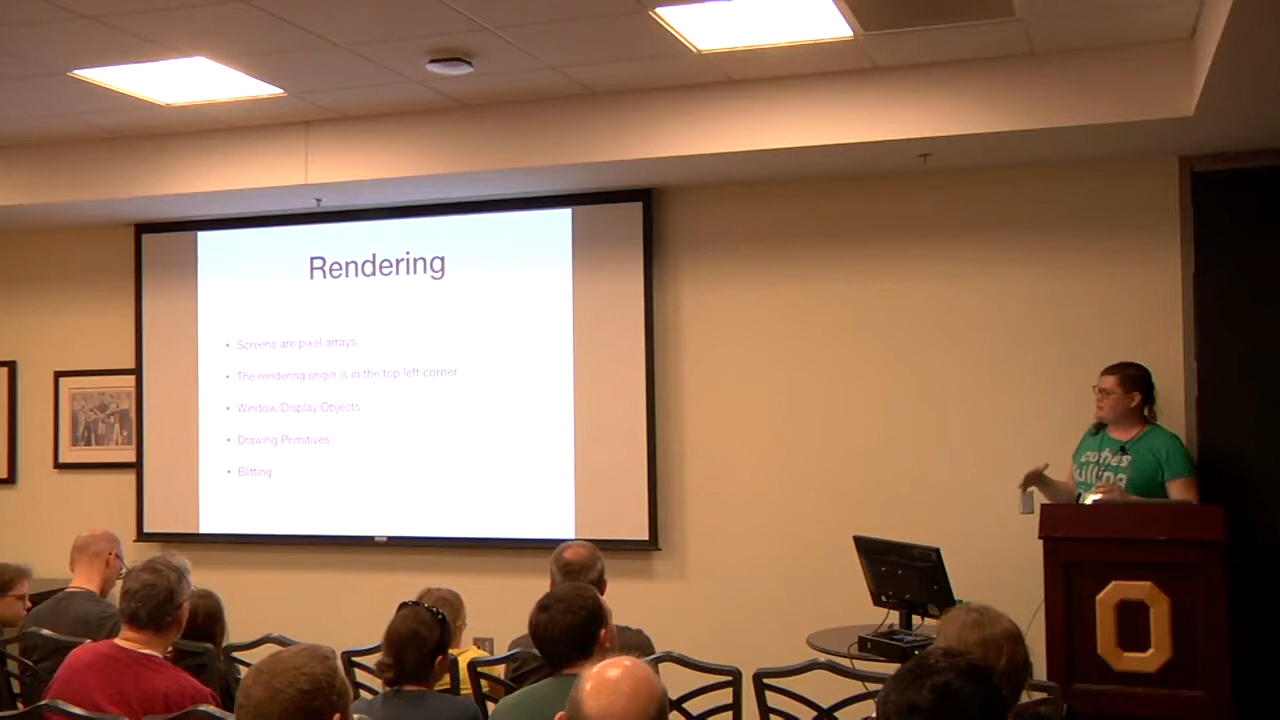 Rendering
• Screens are pixel arrays
• The rendering origin is in the top left corner
• Window/Display Objects
• Drawing Primitives
• Blitting
O